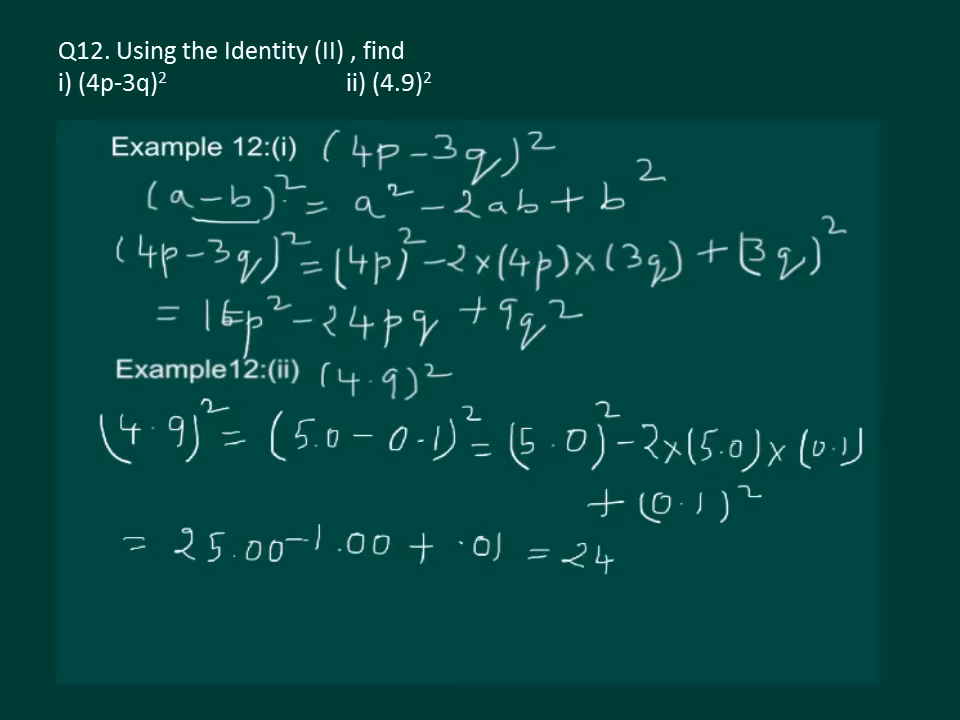 Q12. Using the Identity (II) , find
i) (4p-3q)² ii) (4.9)²
Example 12:(i) (4p-3q)²
(a-b)² = a² - 2ab + b²
(4p-3q)² = (4p)² - 2×(4p)×(3q) + (3q)²
= 16p² - 24pq + 9q²
Example12:(ii) (4.9)²
(4.9)² = (5.0 - 0.1)² = (5.0)² - 2×(5.0)×(0.1)
+ (0.1)²
= 25.00 - 1.00 + .01 = 24